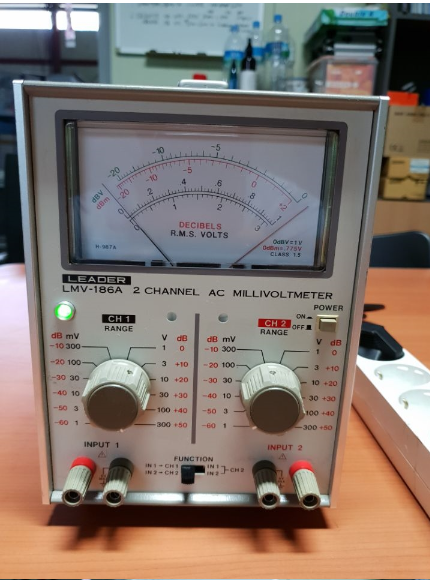 -20 -10 -5 0
-20 -10 -5 0 +2
dBV
dBm
0 2 4 .6 8 1
0 1 2 3
DECIBELS
R.M.S. VOLTS
0dBV=1V
0dBm=.775V
CLASS 1.5
LEADER
LMV-186A 2 CHANNEL AC MILLIVOLTMETER
POWER
ON
OFF
CH 1
RANGE
CH 2
RANGE
dB mV V dB
-10 300 1 0
-20 100 3 +10
-30 30 10 +20
-40 10 30 +30
-50 3 100 +40
-60 1 300 +50
dB mV V dB
-10 300 1 0
-20 100 3 +10
-30 30 10 +20
-40 10 30 +30
-50 3 100 +40
-60 1 300 +50
INPUT 1
INPUT 2
FUNCTION
IN 1 CH 1
IN 2 CH 2
IN 1
IN 2
CH 2